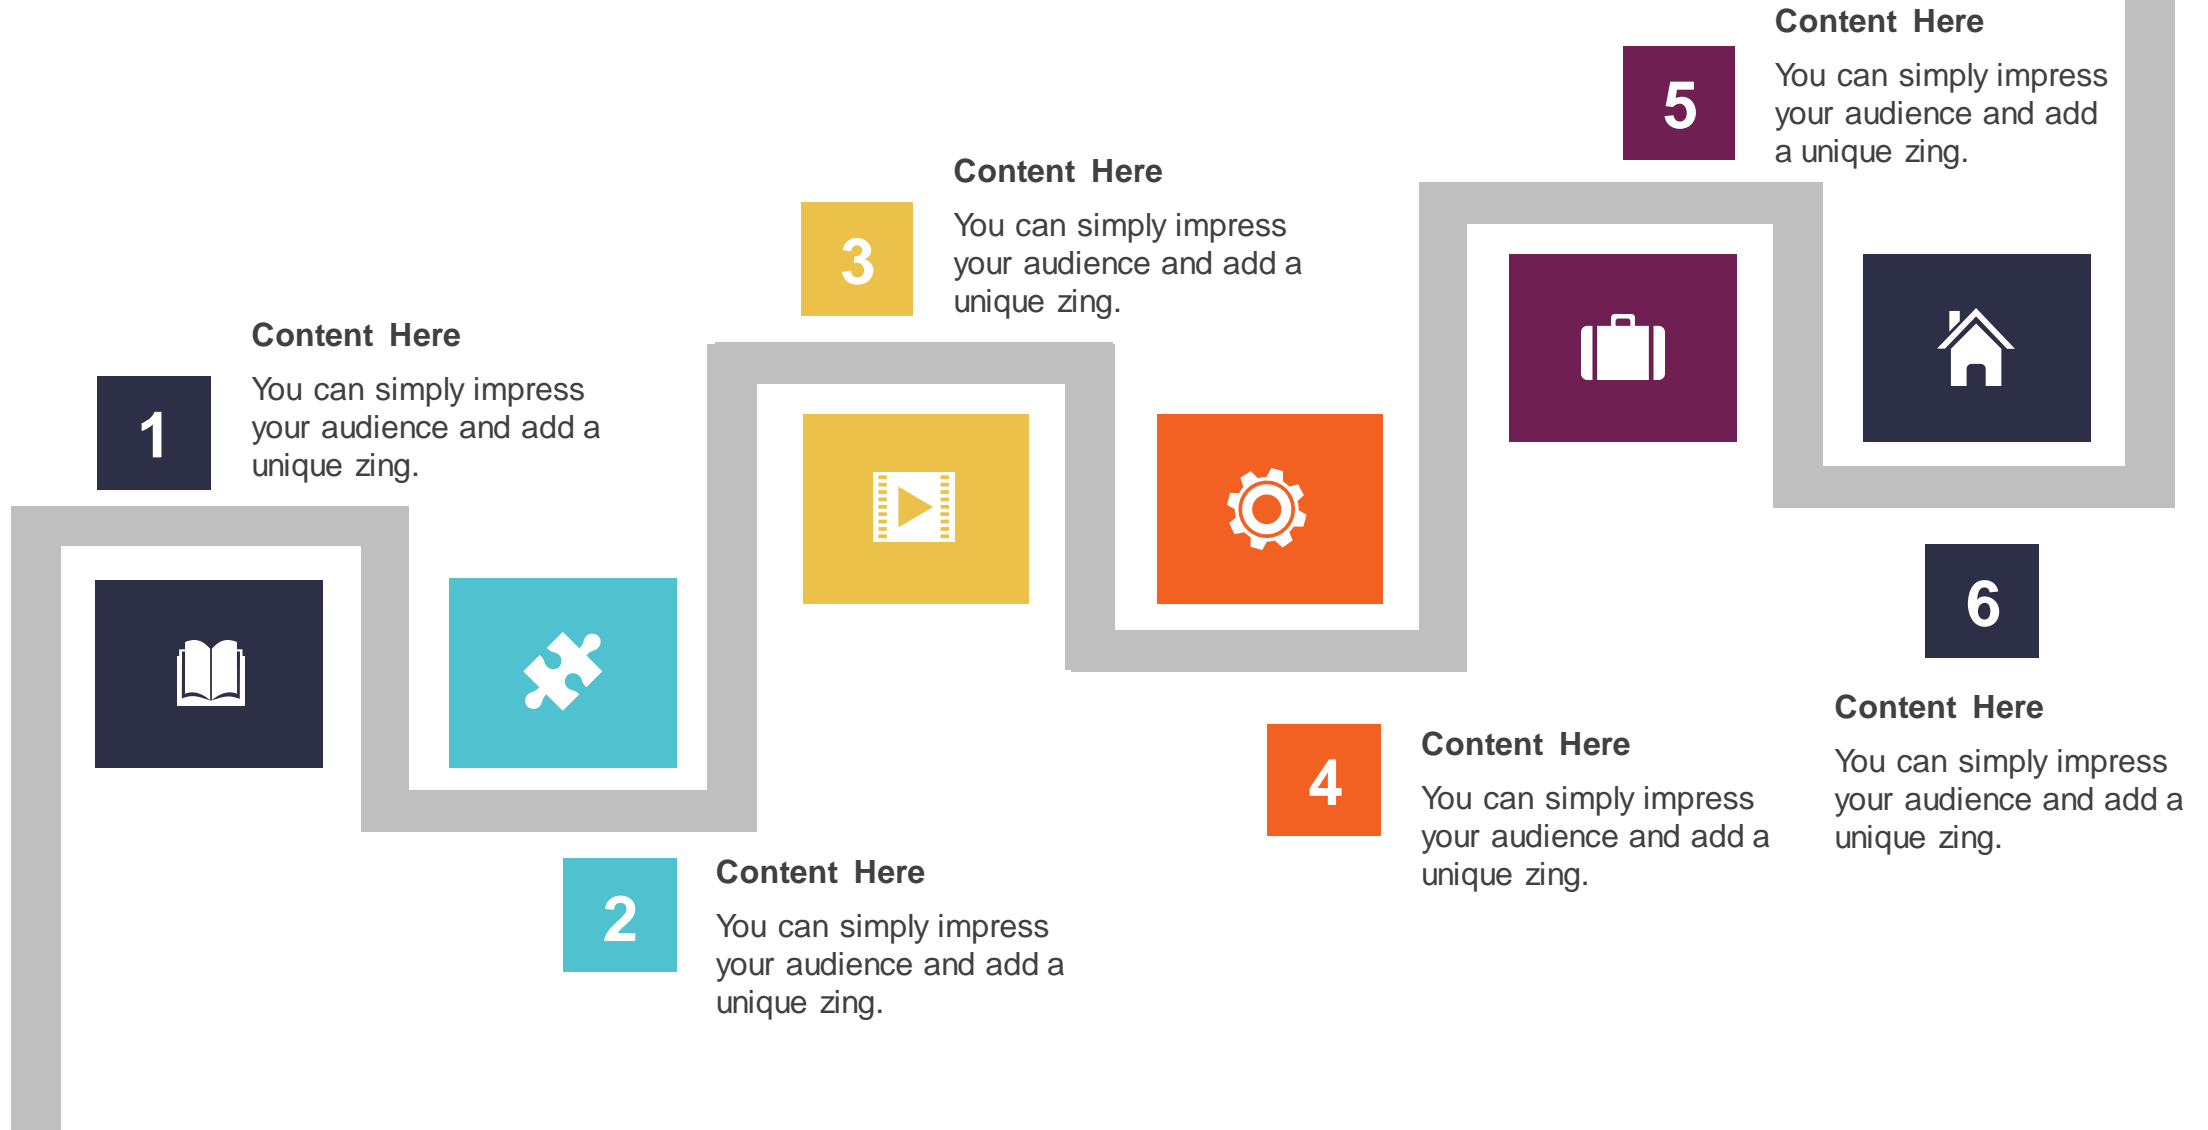 1
Content Here
You can simply impress
your audience and add a
unique zing.
2
Content Here
You can simply impress
your audience and add a
unique zing.
3
Content Here
You can simply impress
your audience and add a
unique zing.
4
Content Here
You can simply impress
your audience and add a
unique zing.
5
Content Here
You can simply impress
your audience and add
a unique zing.
6
Content Here
You can simply impress
your audience and add a
unique zing.